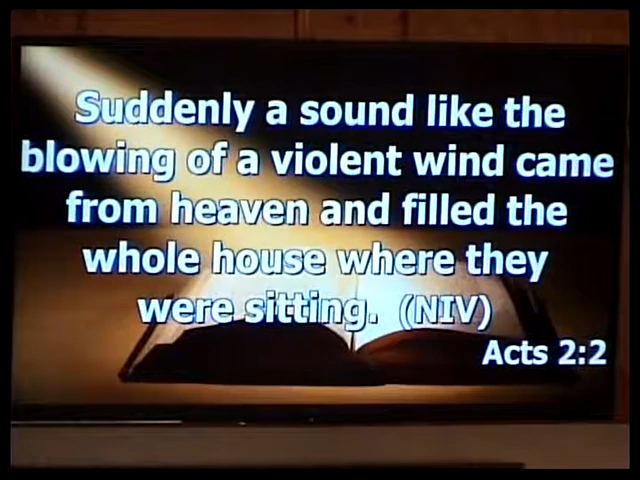 Suddenly a sound like the
blowing of a violent wind came
from heaven and filled the
whole house where they
were sitting. (NIV)
Acts 2:2